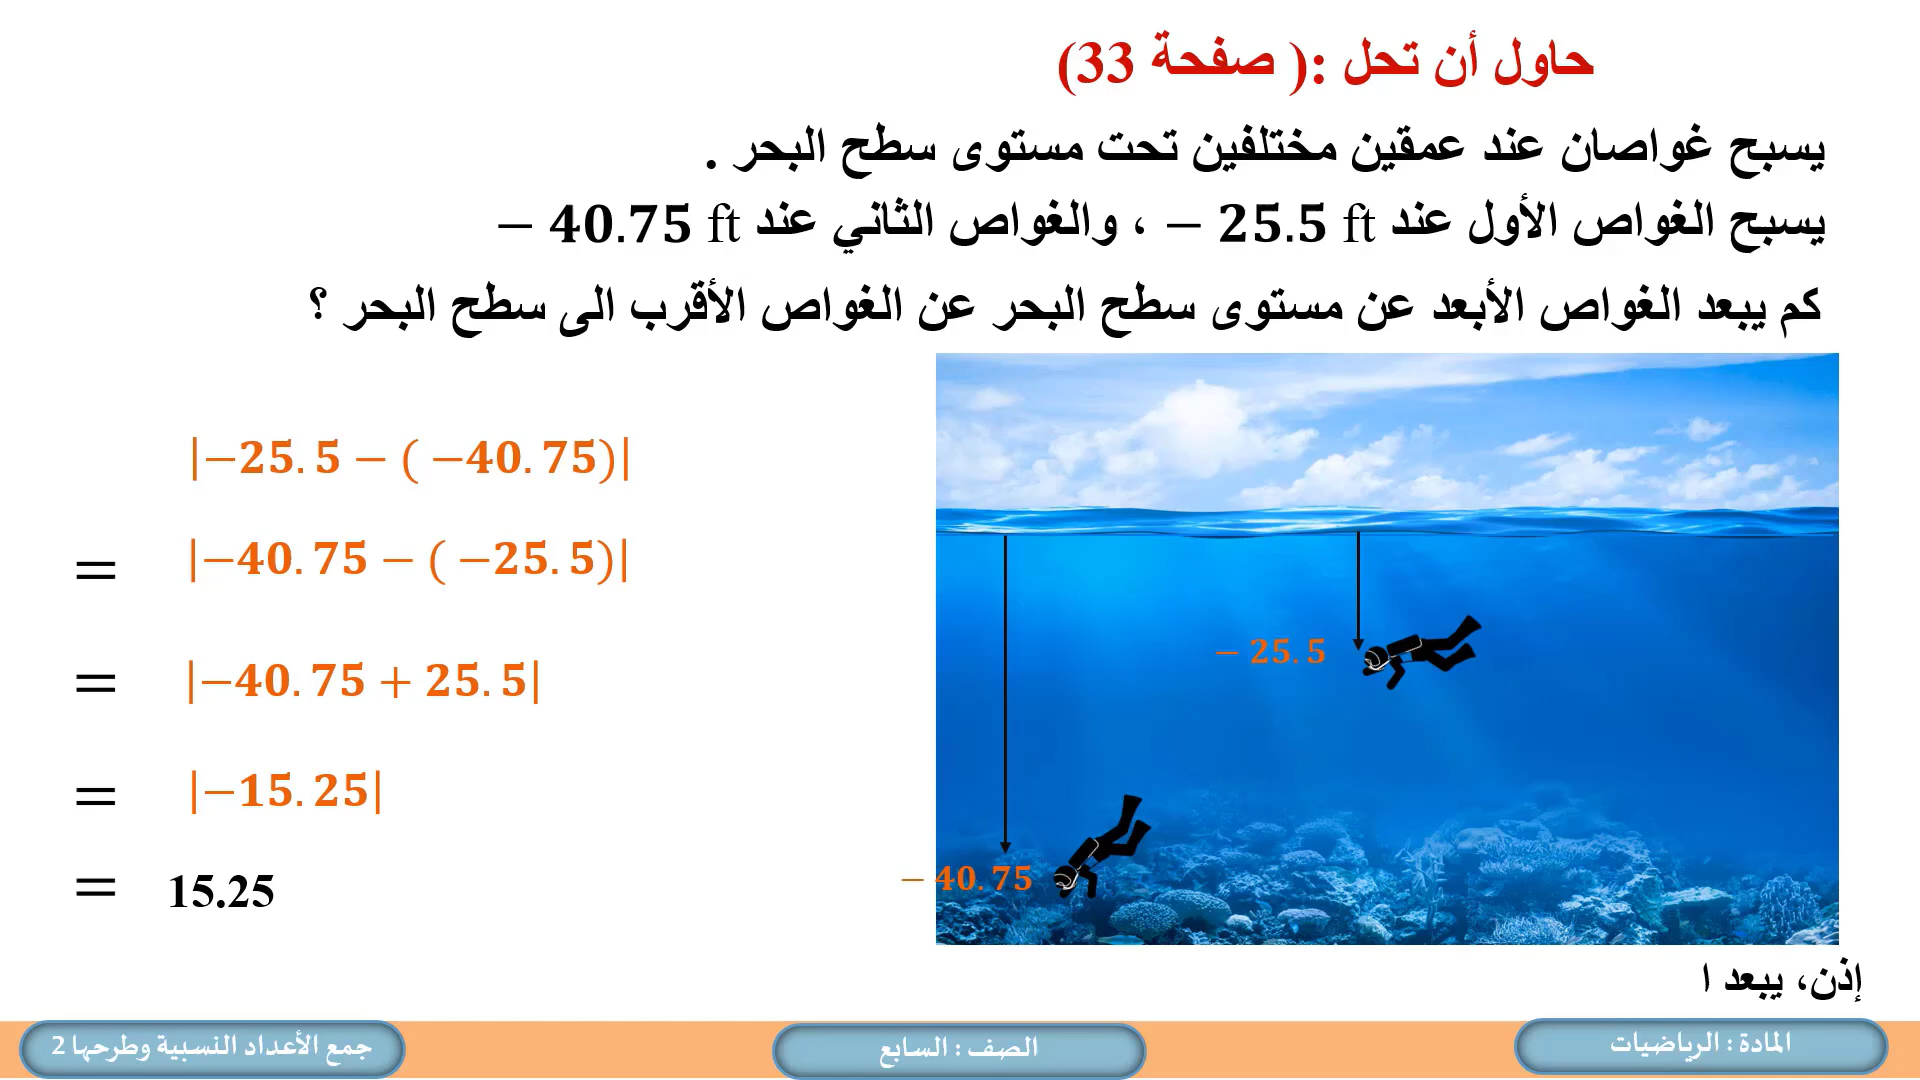 حاول أن تحل :( صفحة 33)
يسبح غواصان عند عمقين مختلفين تحت مستوى سطح البحر .
يسبح الغواص الأول عند − 25.5 ft ، والغواص الثاني عند − 40.75 ft
كم يبعد الغواص الأبعد عن مستوى سطح البحر عن الغواص الأقرب الى سطح البحر ؟
|−25.5 − ( −40.75)|
= |−40.75 − ( −25.5)|
= |−40.75 + 25.5|
= |−15.25|
= 15.25
− 25.5
− 40.75
إذن، يبعد ا
المادة : الرياضيات
الصف : السابع
جمع الأعداد النسبية وطرحها 2